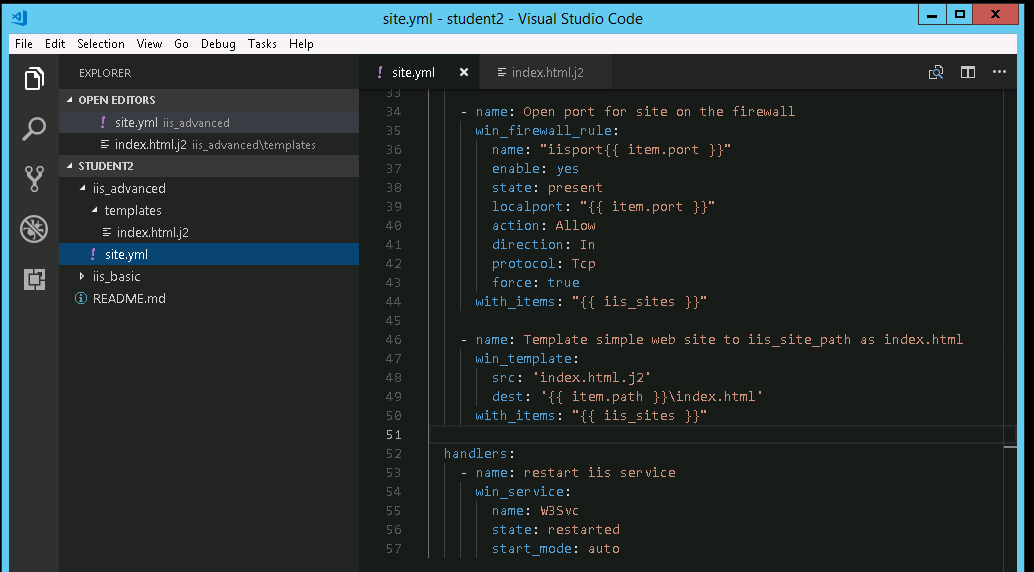 site.yml - student2 - Visual Studio Code
File Edit Selection View Go Debug Tasks Help
EXPLORER
OPEN EDITORS
! site.yml iis_advanced
index.html.j2 iis_advanced\templates
STUDENT2
iis_advanced
templates
index.html.j2
! site.yml
iis_basic
README.md
! site.yml
index.html.j2
33
34 - name: Open port for site on the firewall
35 win_firewall_rule:
36 name: "iisport{{ item.port }}"
37 enable: yes
38 state: present
39 localport: "{{ item.port }}"
40 action: Allow
41 direction: In
42 protocol: Tcp
43 force: true
44 with_items: "{{ iis_sites }}"
45
46 - name: Template simple web site to iis_site_path as index.html
47 win_template:
48 src: 'index.html.j2'
49 dest: '{{ item.path }}\index.html'
50 with_items: "{{ iis_sites }}"
51
52 handlers:
53 - name: restart iis service
54 win_service:
55 name: W3Svc
56 state: restarted
57 start_mode: auto